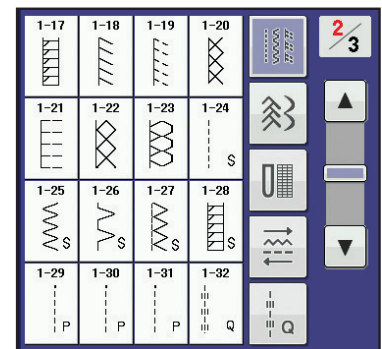 1-17 1-18 1-19 1-20 2/3
1-21 1-22 1-23 1-24
S
1-25 1-26 1-27 1-28
S S S S
1-29 1-30 1-31 1-32
P P P Q Q